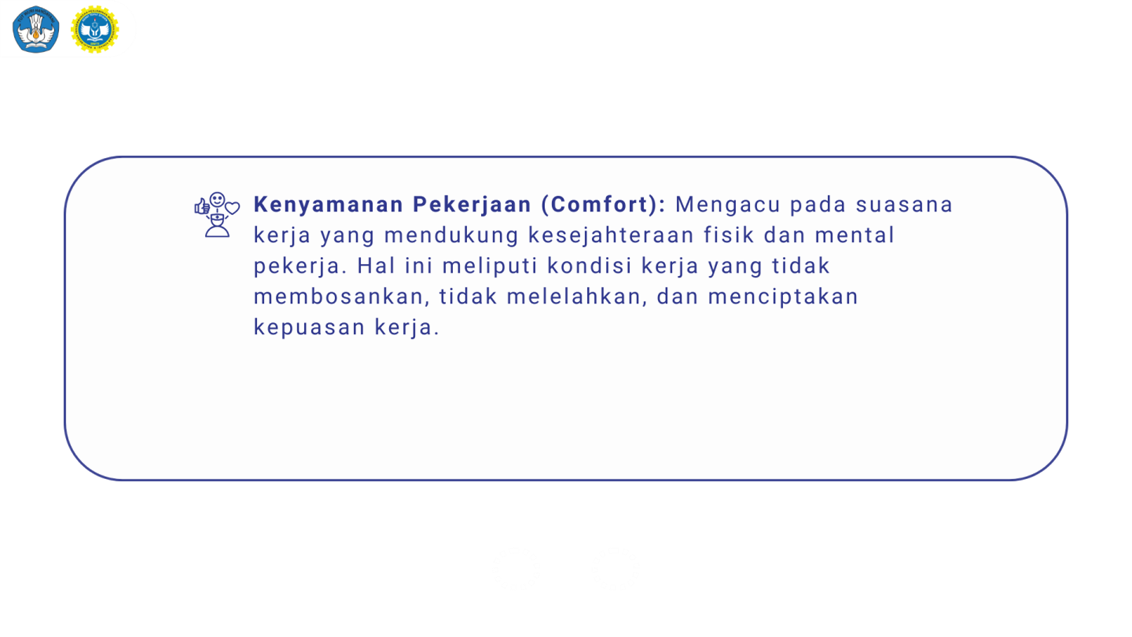 Kenyamanan Pekerjaan (Comfort): Mengacu pada suasana
kerja yang mendukung kesejahteraan fisik dan mental
pekerja. Hal ini meliputi kondisi kerja yang tidak
membosankan, tidak melelahkan, dan menciptakan
kepuasan kerja.